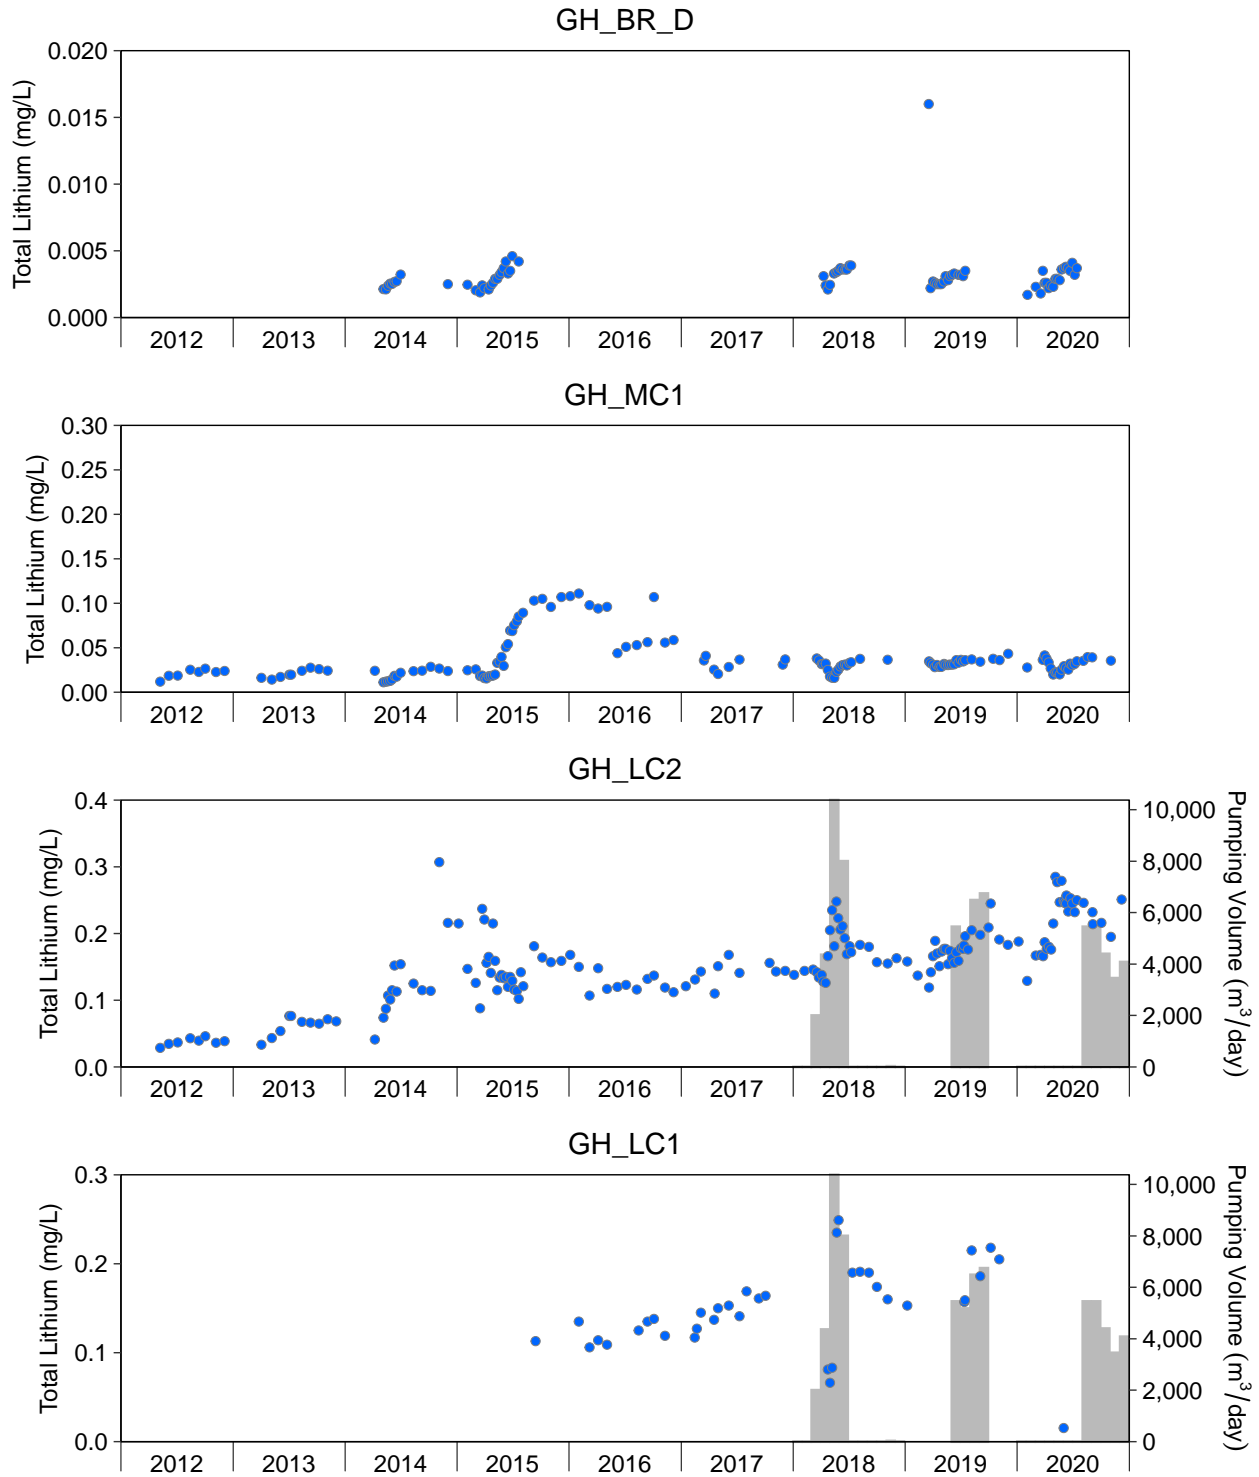 GH_BR_D
Total Lithium (mg/L)
0.020
0.015
0.010
0.005
0.000
2012 2013 2014 2015 2016 2017 2018 2019 2020
GH_MC1
Total Lithium (mg/L)
0.30
0.25
0.20
0.15
0.10
0.05
0.00
2012 2013 2014 2015 2016 2017 2018 2019 2020
GH_LC2
Total Lithium (mg/L)
0.4
0.3
0.2
0.1
0.0
10,000
8,000
6,000
4,000
2,000
0
Pumping Volume (m³/day)
2012 2013 2014 2015 2016 2017 2018 2019 2020
GH_LC1
Total Lithium (mg/L)
0.3
0.2
0.1
0.0
10,000
8,000
6,000
4,000
2,000
0
Pumping Volume (m³/day)
2012 2013 2014 2015 2016 2017 2018 2019 2020